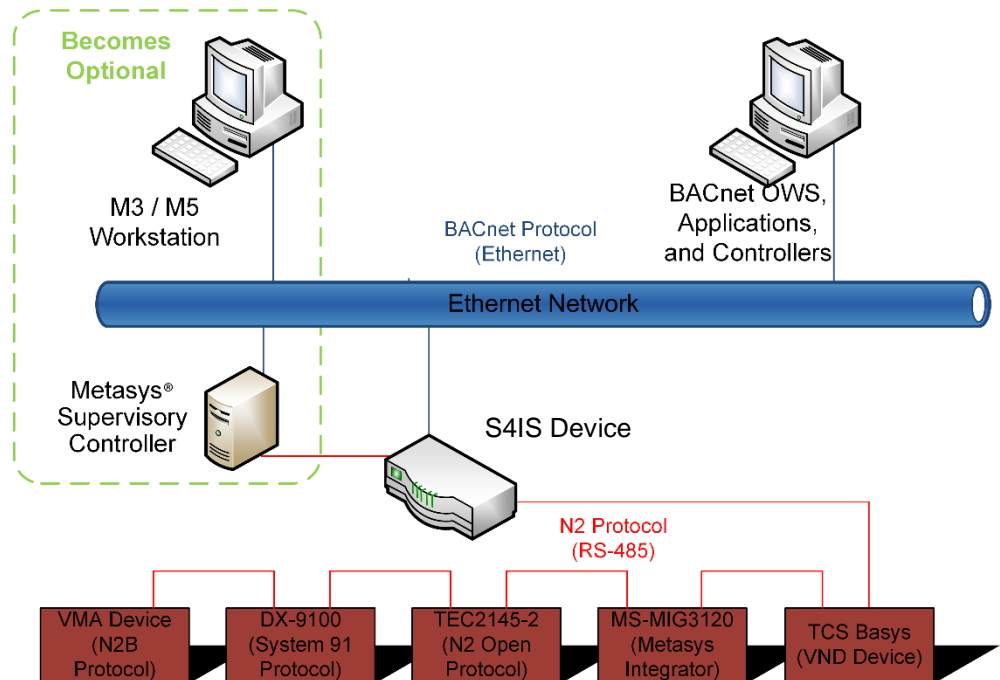 Becomes
Optional
M3 / M5
Workstation
BACnet OWS,
Applications,
and Controllers
BACnet Protocol
(Ethernet)
Ethernet Network
Metasys®
Supervisory
Controller
S4IS Device
N2 Protocol
(RS-485)
VMA Device
(N2B
Protocol)
DX-9100
(System 91
Protocol)
TEC2145-2
(N2 Open
Protocol)
MS-MIG3120
(Metasys
Integrator)
TCS Basys
(VND Device)